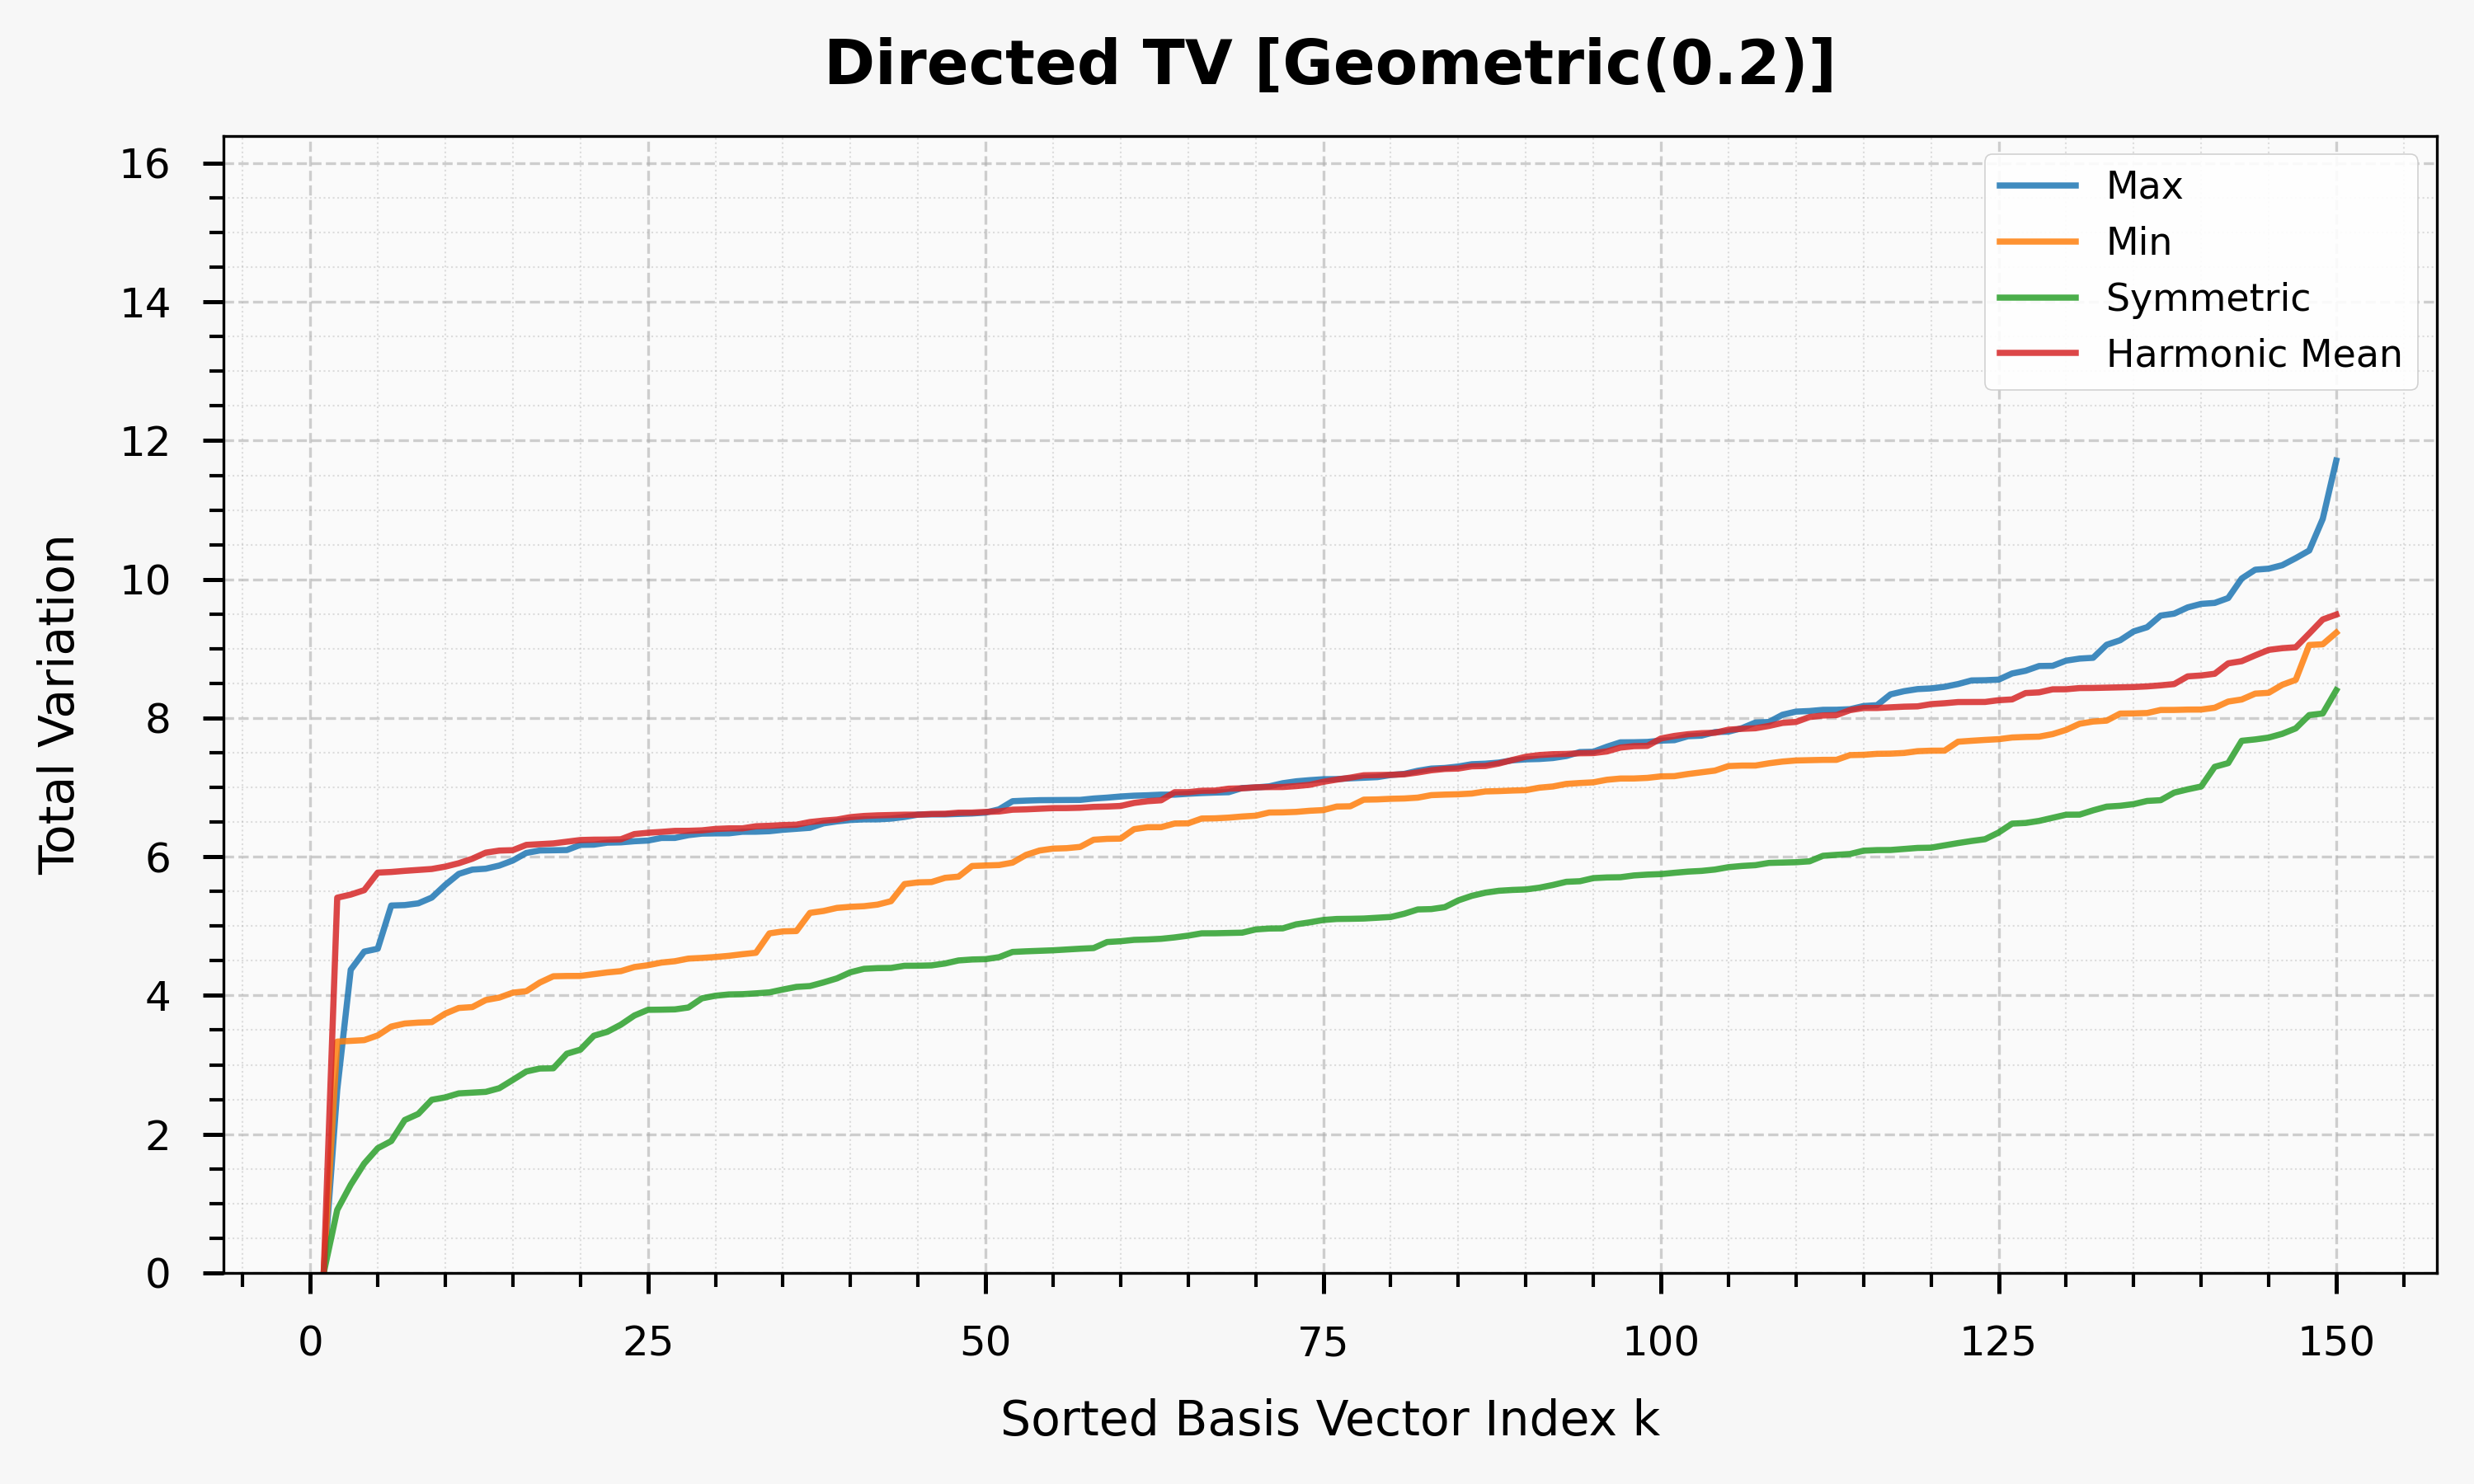 Directed TV [Geometric(0.2)]
16
14
12
10
8
6
4
2
0
Total Variation
Max
Min
Symmetric
Harmonic Mean
0 25 50 75 100 125 150
Sorted Basis Vector Index k